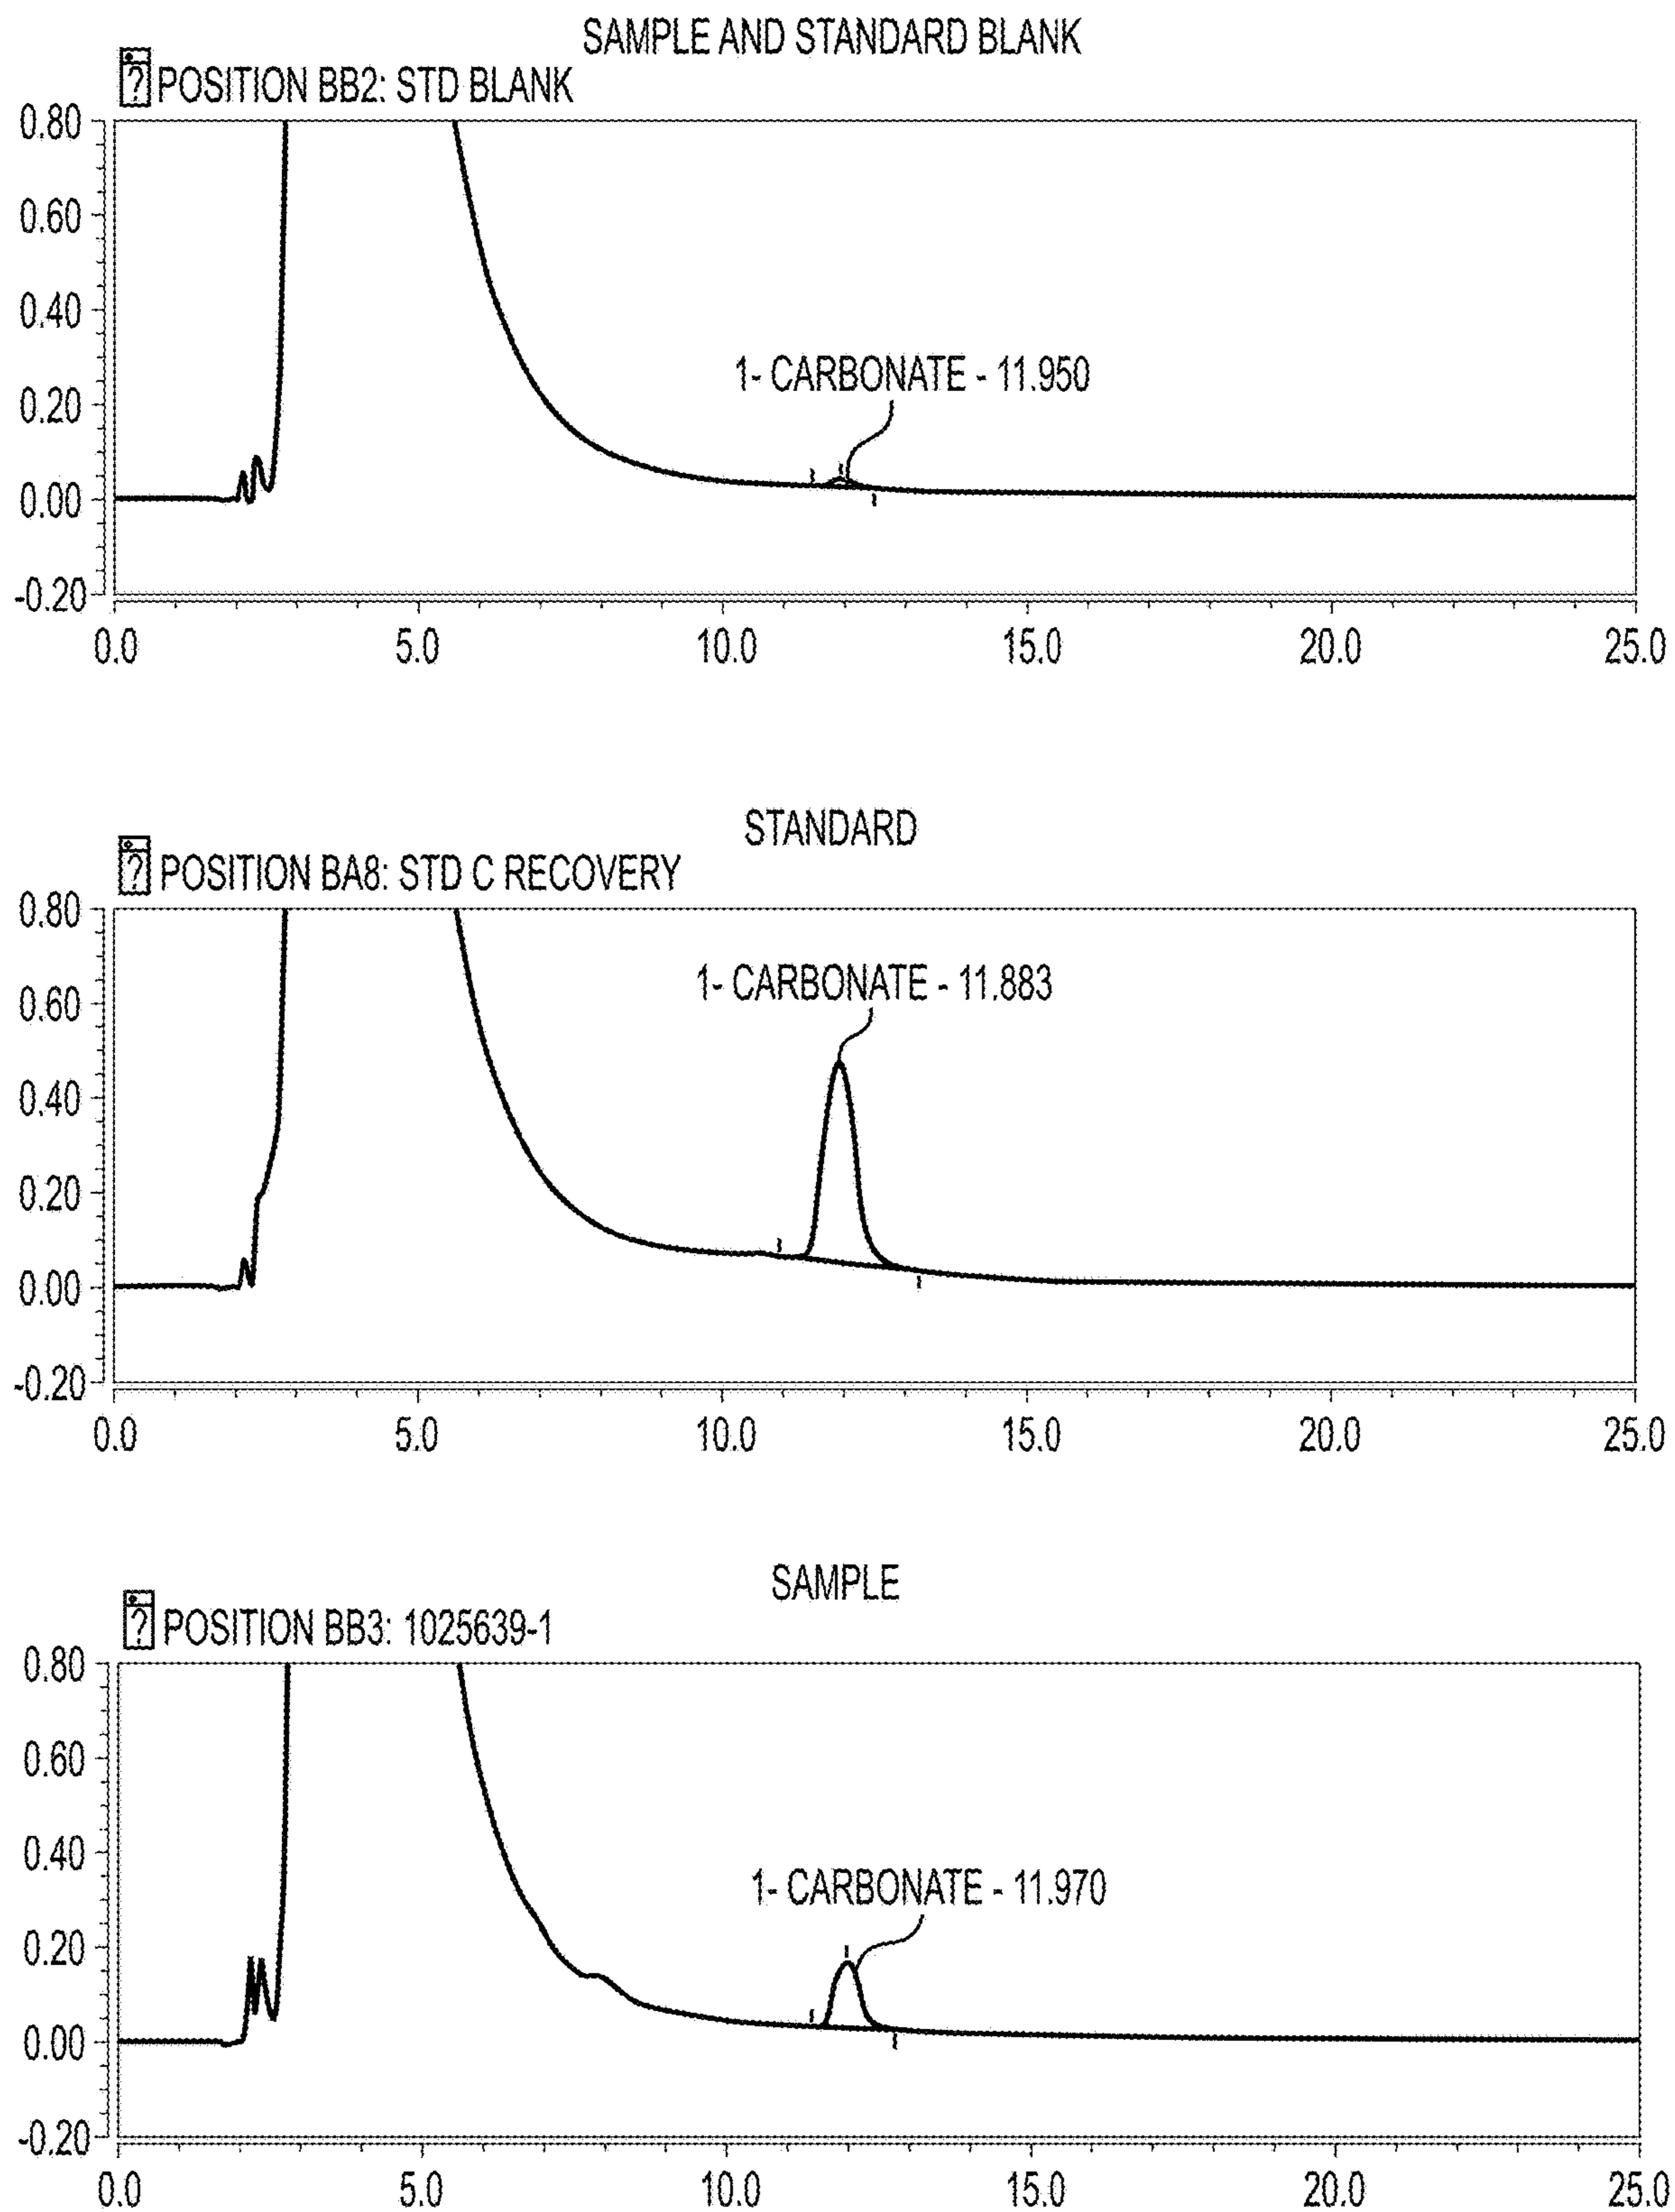 SAMPLE AND STANDARD BLANK
? POSITION BB2: STD BLANK
0.80
0.60
0.40
1- CARBONATE - 11.950
0.20
0.00
-0.20
0.0 5.0 10.0 15.0 20.0 25.0
STANDARD
? POSITION BA8: STD C RECOVERY
0.80
1- CARBONATE - 11.883
0.60
0.40
0.20
0.00
-0.20
0.0 5.0 10.0 15.0 20.0 25.0
SAMPLE
? POSITION BB3: 1025639-1
0.80
0.60
0.40
1- CARBONATE - 11.970
0.20
0.00
-0.20
0.0 5.0 10.0 15.0 20.0 25.0